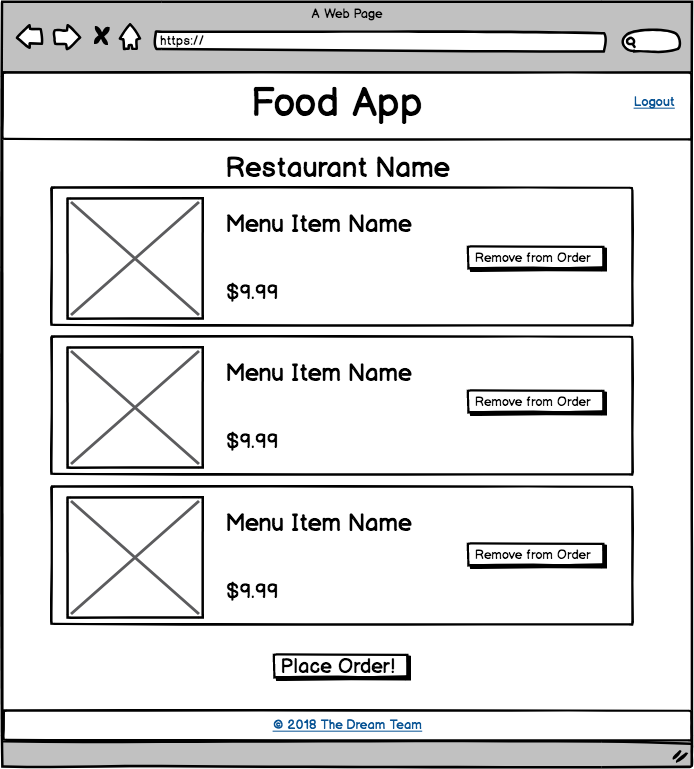 A Web Page
https://
Food App
Logout
Restaurant Name
Menu Item Name
Remove from Order
$9.99
Menu Item Name
Remove from Order
$9.99
Menu Item Name
Remove from Order
$9.99
Place Order!
© 2018 The Dream Team